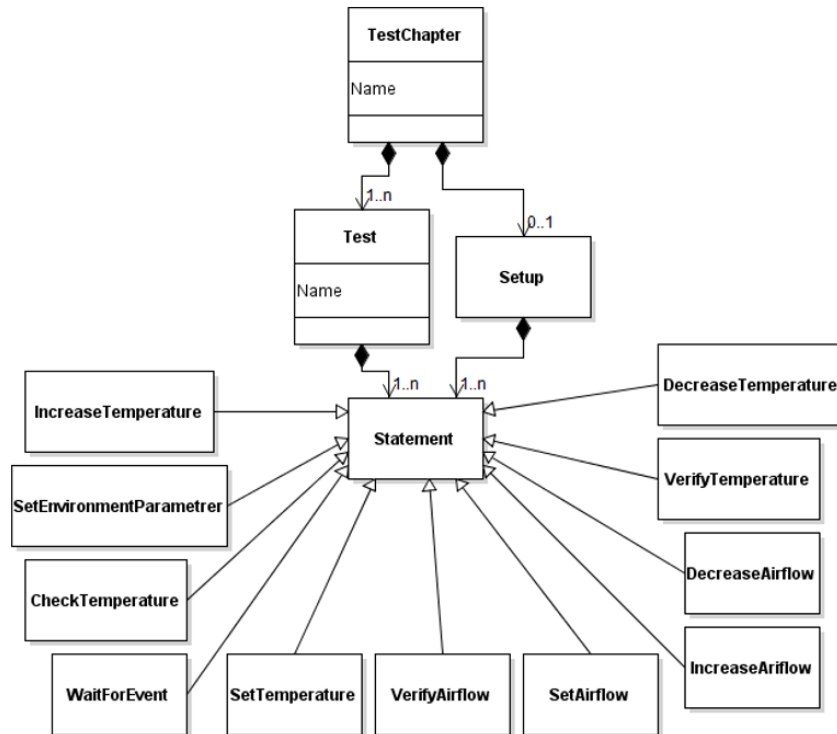 TestChapter
Name
1..n
0..1
Test
Name
Setup
1..n
1..n
Statement
IncreaseTemperature
DecreaseTemperature
SetEnvironmentParametrer
VerifyTemperature
CheckTemperature
DecreaseAirflow
WaitForEvent
SetTemperature
VerifyAirflow
SetAirflow
IncreaseAriflow